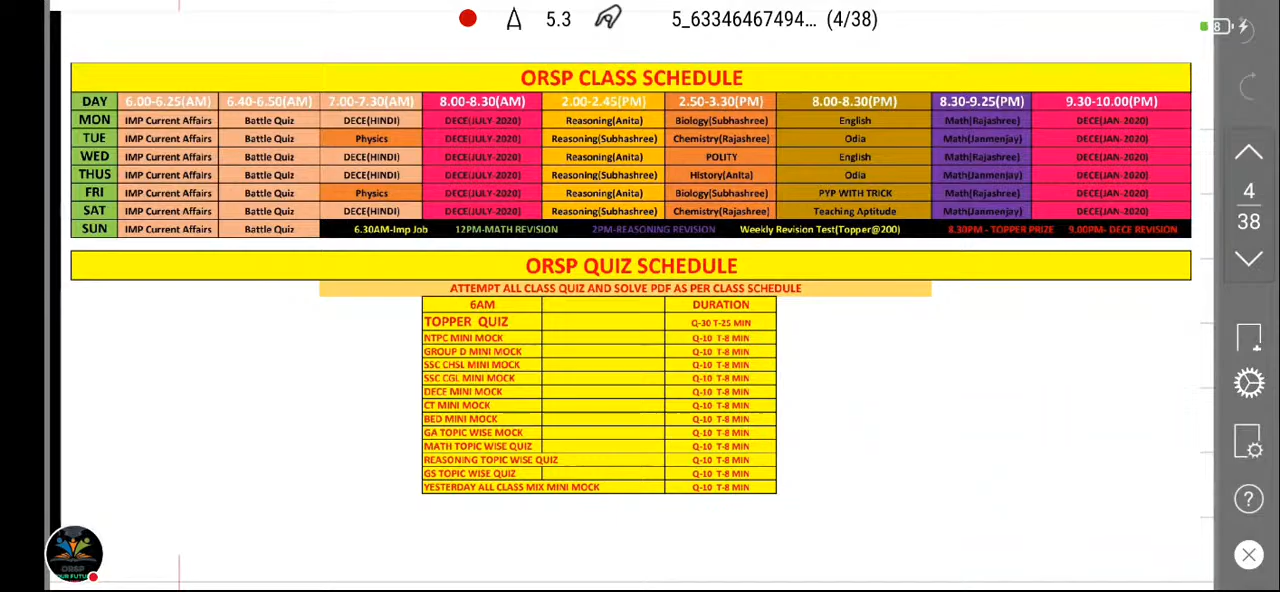 5.3 5_63346467494... (4/38)
8
ORSP CLASS SCHEDULE
DAY 6.00-6.25(AM) 6.40-6.50(AM) 7.00-7.30(AM) 8.00-8.30(AM) 2.00-2.45(PM) 2.50-3.30(PM) 8.00-8.30(PM) 8.30-9.25(PM) 9.30-10.00(PM)
MON IMP Current Affairs Battle Quiz DECE(HINDI) DECE(JULY-2020) Reasoning(Anita) Biology(Subhashree) English Math(Rajashree) DECE(JAN-2020)
TUE IMP Current Affairs Battle Quiz Physics DECE(JULY-2020) Reasoning(Subhashree) Chemistry(Rajashree) Odia Math(Janmenjay) DECE(JAN-2020)
WED IMP Current Affairs Battle Quiz DECE(HINDI) DECE(JULY-2020) Reasoning(Anita) POLITY English Math(Rajashree) DECE(JAN-2020)
THUS IMP Current Affairs Battle Quiz DECE(HINDI) DECE(JULY-2020) Reasoning(Subhashree) History(Anita) Odia Math(Janmenjay) DECE(JAN-2020)
FRI IMP Current Affairs Battle Quiz Physics DECE(JULY-2020) Reasoning(Anita) Biology(Subhashree) PYP WITH TRICK Math(Rajashree) DECE(JAN-2020)
SAT IMP Current Affairs Battle Quiz DECE(HINDI) DECE(JULY-2020) Reasoning(Subhashree) Chemistry(Rajashree) Teaching Aptitude Math(Janmenjay) DECE(JAN-2020)
SUN IMP Current Affairs Battle Quiz 6.30AM-Imp Job 12PM-MATH REVISION 2PM-REASONING REVISION Weekly Revision Test(Topper@200) 8.30PM - TOPPER PRIZE 9.00PM- DECE REVISION
ORSP QUIZ SCHEDULE
ATTEMPT ALL CLASS QUIZ AND SOLVE PDF AS PER CLASS SCHEDULE
6AM DURATION
TOPPER QUIZ Q-30 T-25 MIN
NTPC MINI MOCK Q-10 T-8 MIN
GROUP D MINI MOCK Q-10 T-8 MIN
SSC CHSL MINI MOCK Q-10 T-8 MIN
SSC CGL MINI MOCK Q-10 T-8 MIN
DECE MINI MOCK Q-10 T-8 MIN
CT MINI MOCK Q-10 T-8 MIN
BED MINI MOCK Q-10 T-8 MIN
GA TOPIC WISE MOCK Q-10 T-8 MIN
MATH TOPIC WISE QUIZ Q-10 T-8 MIN
REASONING TOPIC WISE QUIZ Q-10 T-8 MIN
GS TOPIC WISE QUIZ Q-10 T-8 MIN
YESTERDAY ALL CLASS MIX MINI MOCK Q-10 T-8 MIN
4
38
ORSP